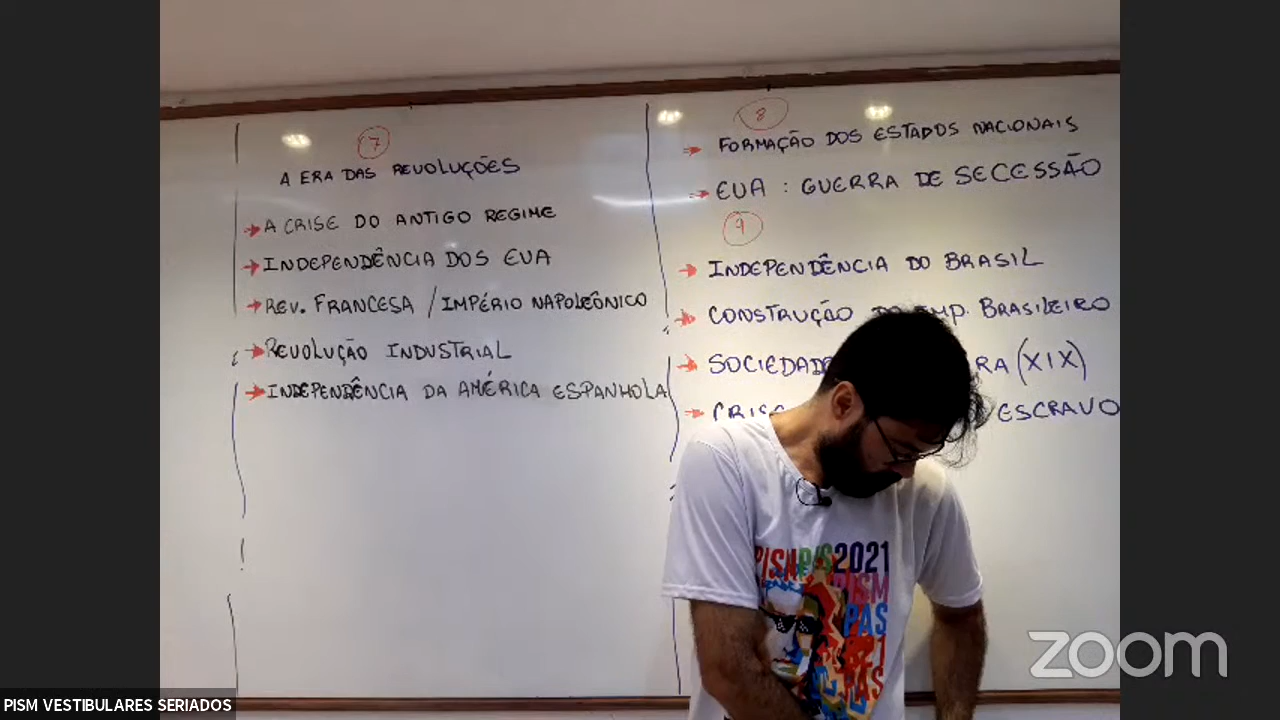 7
A ERA DAS REVOLUÇÕES
A CRISE DO ANTIGO REGIME
INDEPENDÊNCIA DOS EUA
REV. FRANCESA / IMPÉRIO NAPOLEÔNICO
REVOLUÇÃO INDUSTRIAL
INDEPENDÊNCIA DA AMÉRICA ESPANHOLA
8
FORMAÇÃO DOS ESTADOS NACIONAIS
EUA : GUERRA DE SECESSÃO
9
INDEPENDÊNCIA DO BRASIL
CONSTRUÇÃO BRASILEIRO
(XIX)
ESCRAVO
2021
PISM
PAS
zoom
PISM VESTIBULARES SERIADOS